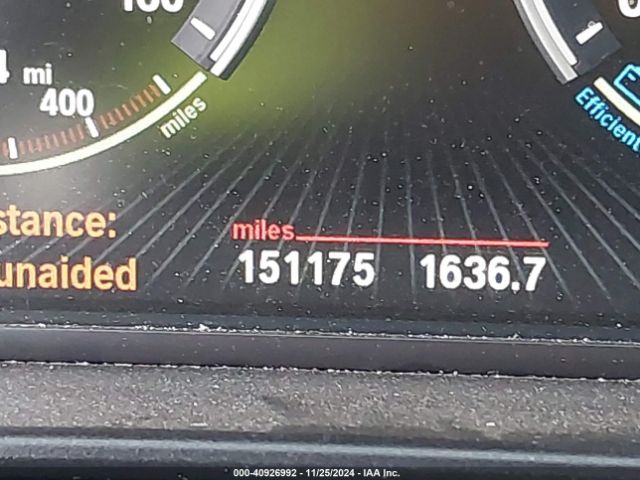 mi
400
miles
Efficient
stance:
miles
unaided
151175 1636.7
000-40926992 - 11/25/2024 - IAA Inc.